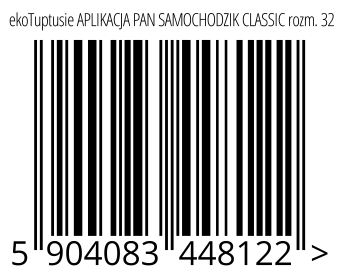 ekoTuptusie APLIKACJA PAN SAMOCHODZIK CLASSIC rozm. 32
5 904083 448122 >